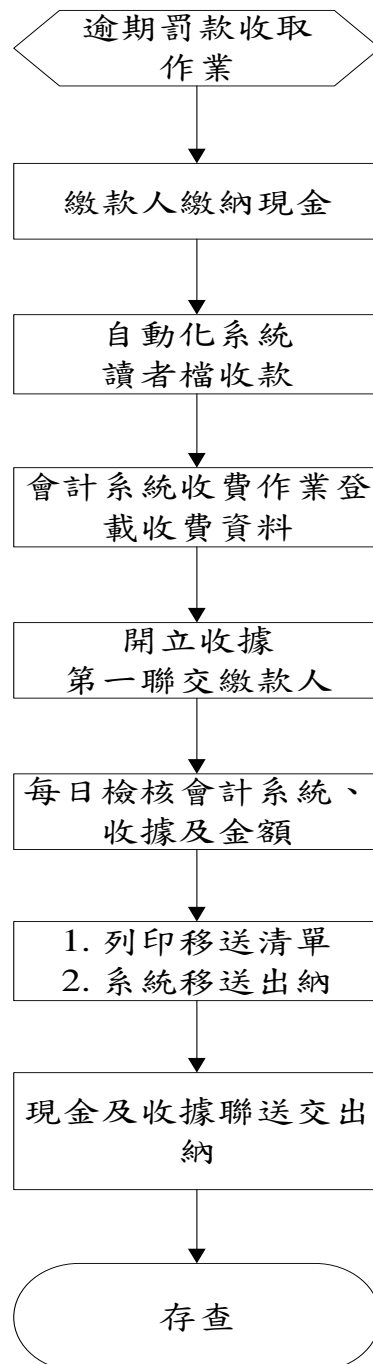 逾期罰款收取
作業
繳款人繳納現金
自動化系統
讀者檔收款
會計系統收費作業登
載收費資料
開立收據
第一聯交繳款人
每日檢核會計系統、
收據及金額
1. 列印移送清單
2. 系統移送出納
現金及收據聯送交出
納
存查